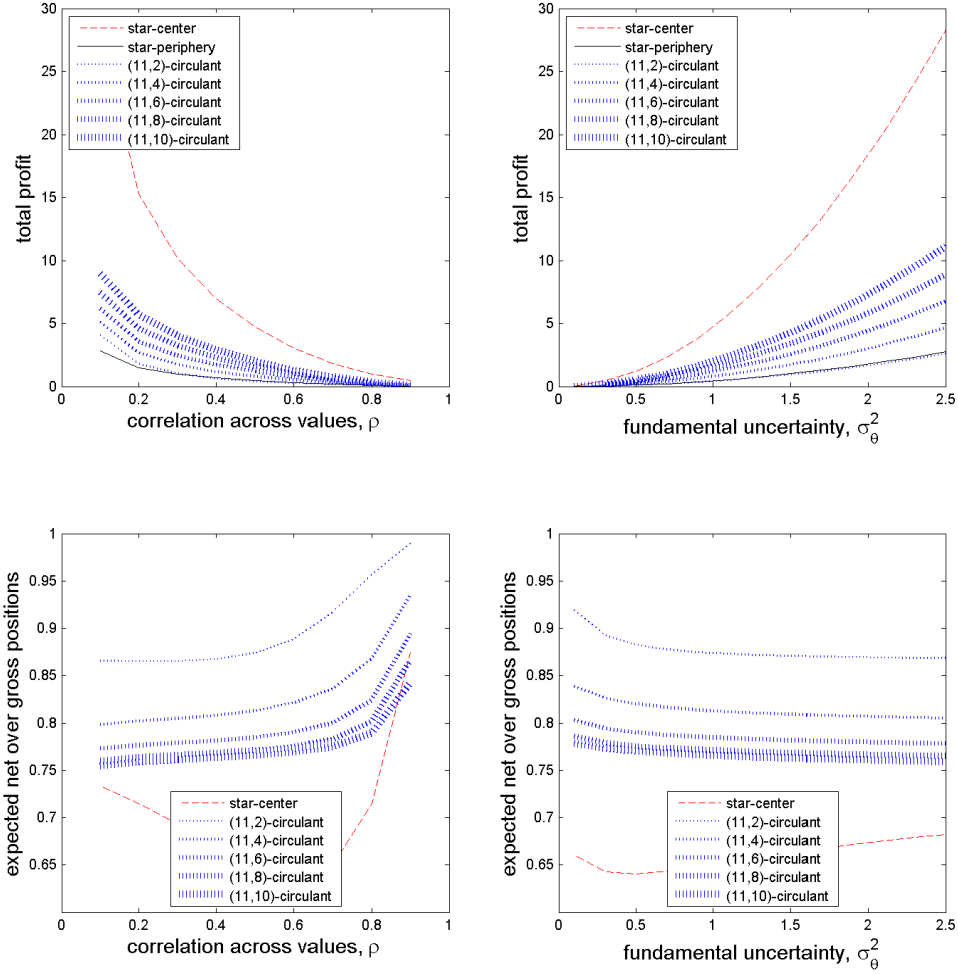 30
25
20
15
10
5
0
total profit
0
0.2
0.4
0.6
0.8
1
correlation across values, ρ
star-center
star-periphery
(11,2)-circulant
(11,4)-circulant
(11,6)-circulant
(11,8)-circulant
(11,10)-circulant
30
25
20
15
10
5
0
total profit
0
0.5
1
1.5
2
2.5
fundamental uncertainty, σ_θ^2
star-center
star-periphery
(11,2)-circulant
(11,4)-circulant
(11,6)-circulant
(11,8)-circulant
(11,10)-circulant
1
0.95
0.9
0.85
0.8
0.75
0.7
0.65
expected net over gross positions
0
0.2
0.4
0.6
0.8
1
correlation across values, ρ
star-center
(11,2)-circulant
(11,4)-circulant
(11,6)-circulant
(11,8)-circulant
(11,10)-circulant
1
0.95
0.9
0.85
0.8
0.75
0.7
0.65
expected net over gross positions
0
0.5
1
1.5
2
2.5
fundamental uncertainty, σ_θ^2
star-center
(11,2)-circulant
(11,4)-circulant
(11,6)-circulant
(11,8)-circulant
(11,10)-circulant